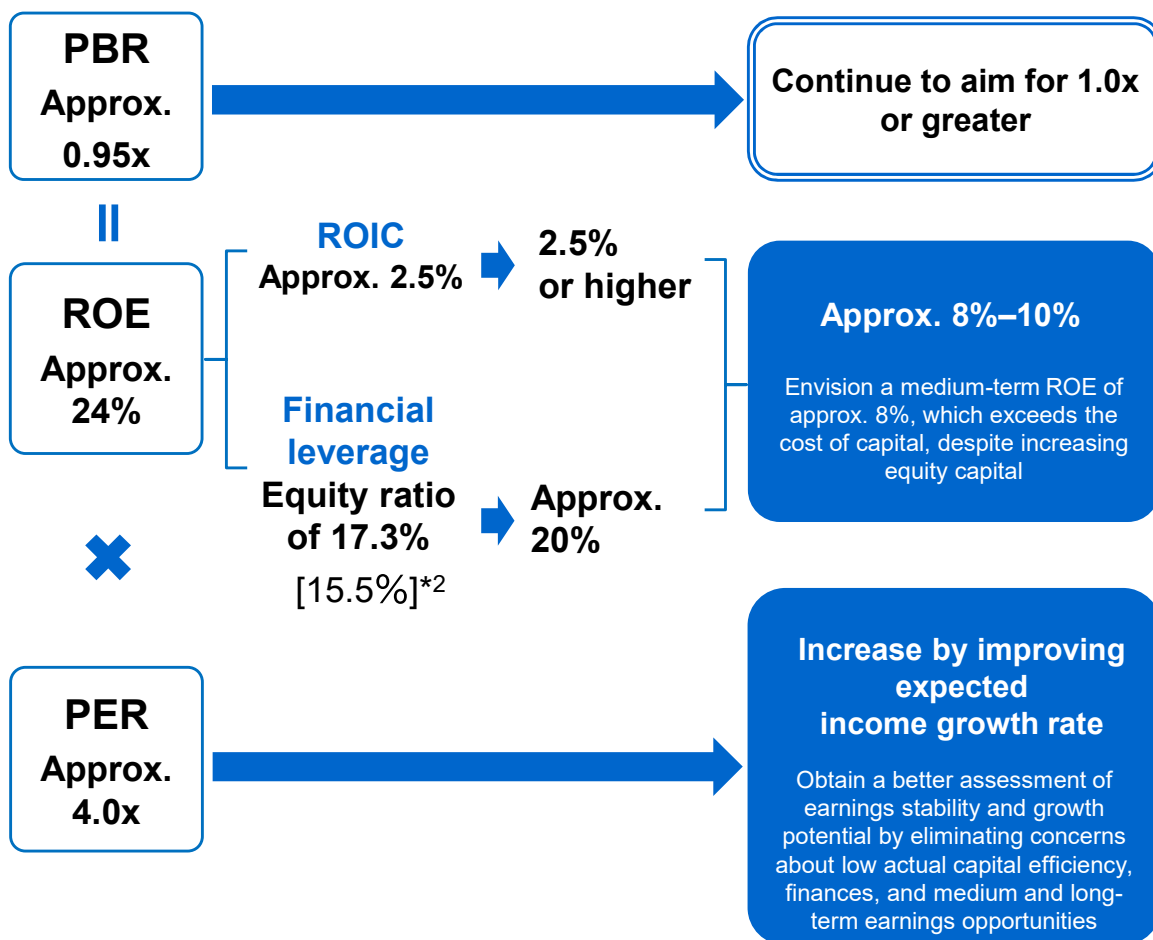 PBR
Approx.
0.95x
Continue to aim for 1.0x
or greater
ROE
Approx.
24%
ROIC
Approx. 2.5%
2.5%
or higher
Financial
leverage
Equity ratio
of 17.3%
[15.5%]*2
Approx.
20%
Approx. 8%–10%
Envision a medium-term ROE of
approx. 8%, which exceeds the
cost of capital, despite increasing
equity capital
PER
Approx.
4.0x
Increase by improving
expected
income growth rate
Obtain a better assessment of
earnings stability and growth
potential by eliminating concerns
about low actual capital efficiency,
finances, and medium and long-
term earnings opportunities